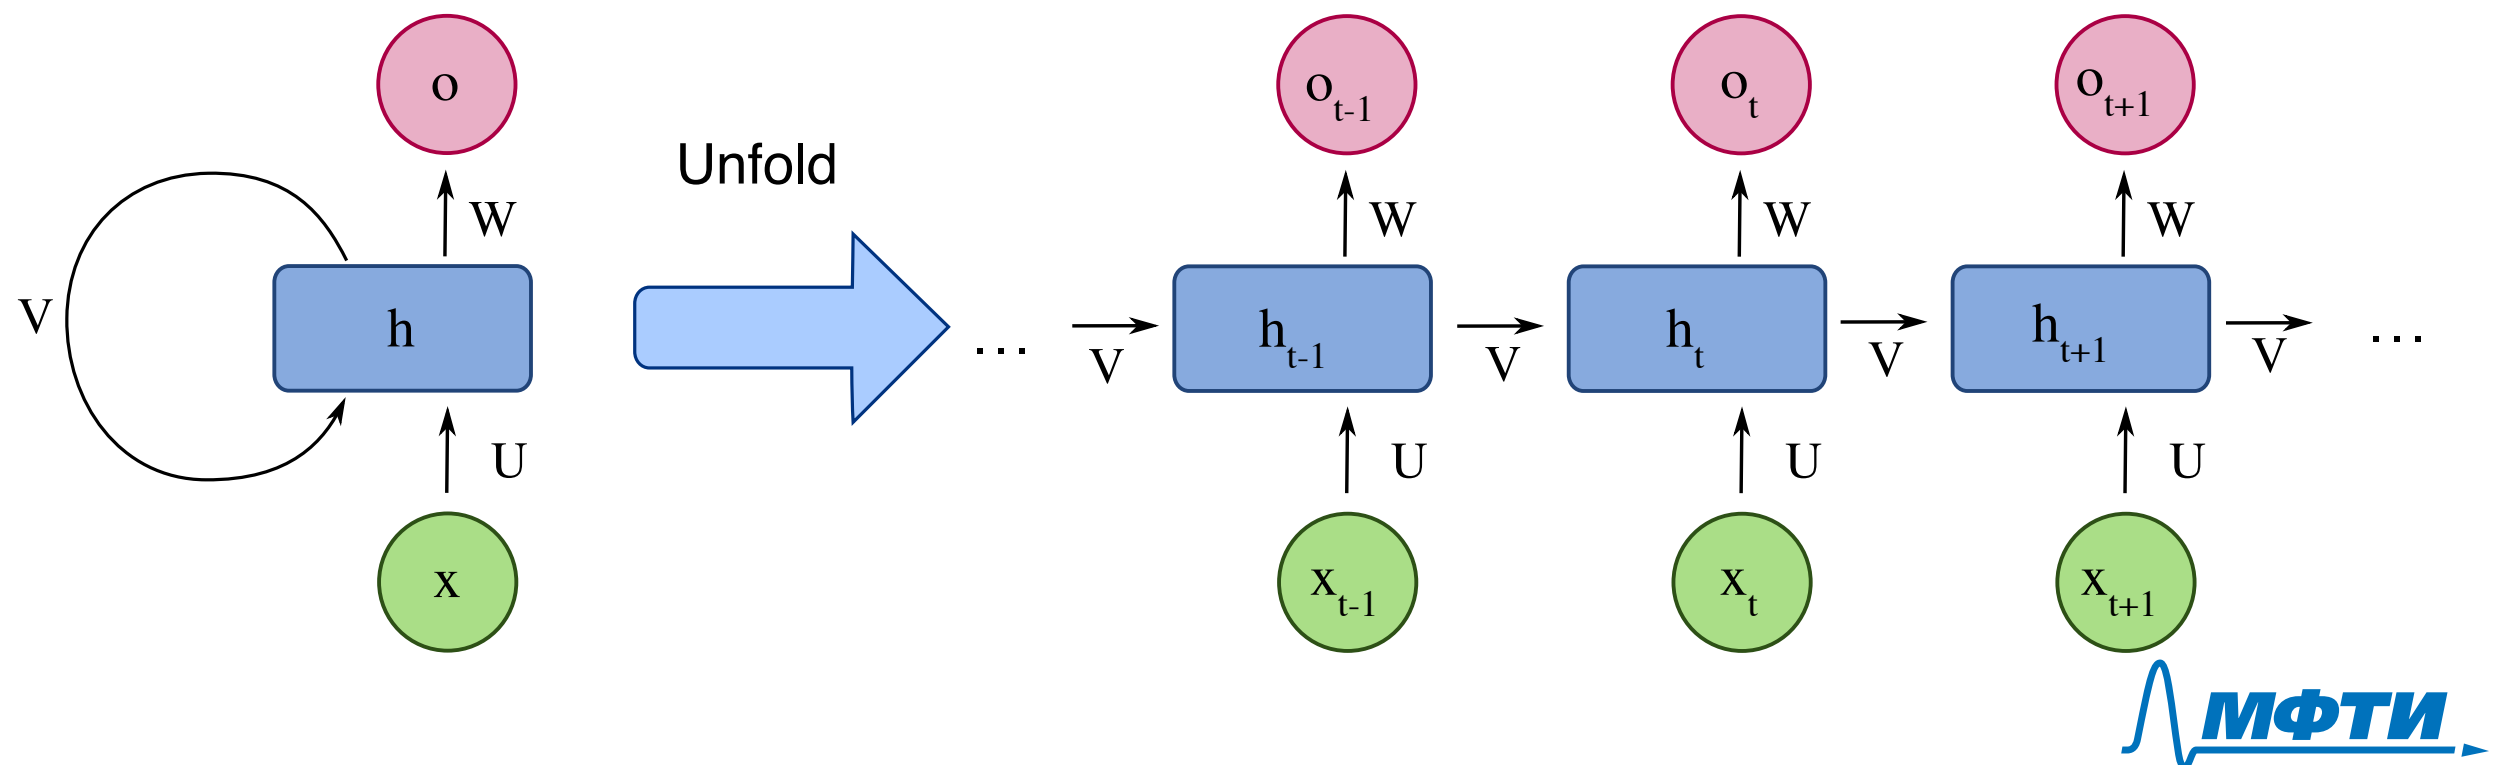 o
W
V
h
U
x
Unfold
...
V
o t-1
W
h t-1
U
x t-1
V
o t
W
h t
U
x t
V
o t+1
W
h t+1
U
x t+1
V
...
МФТИ